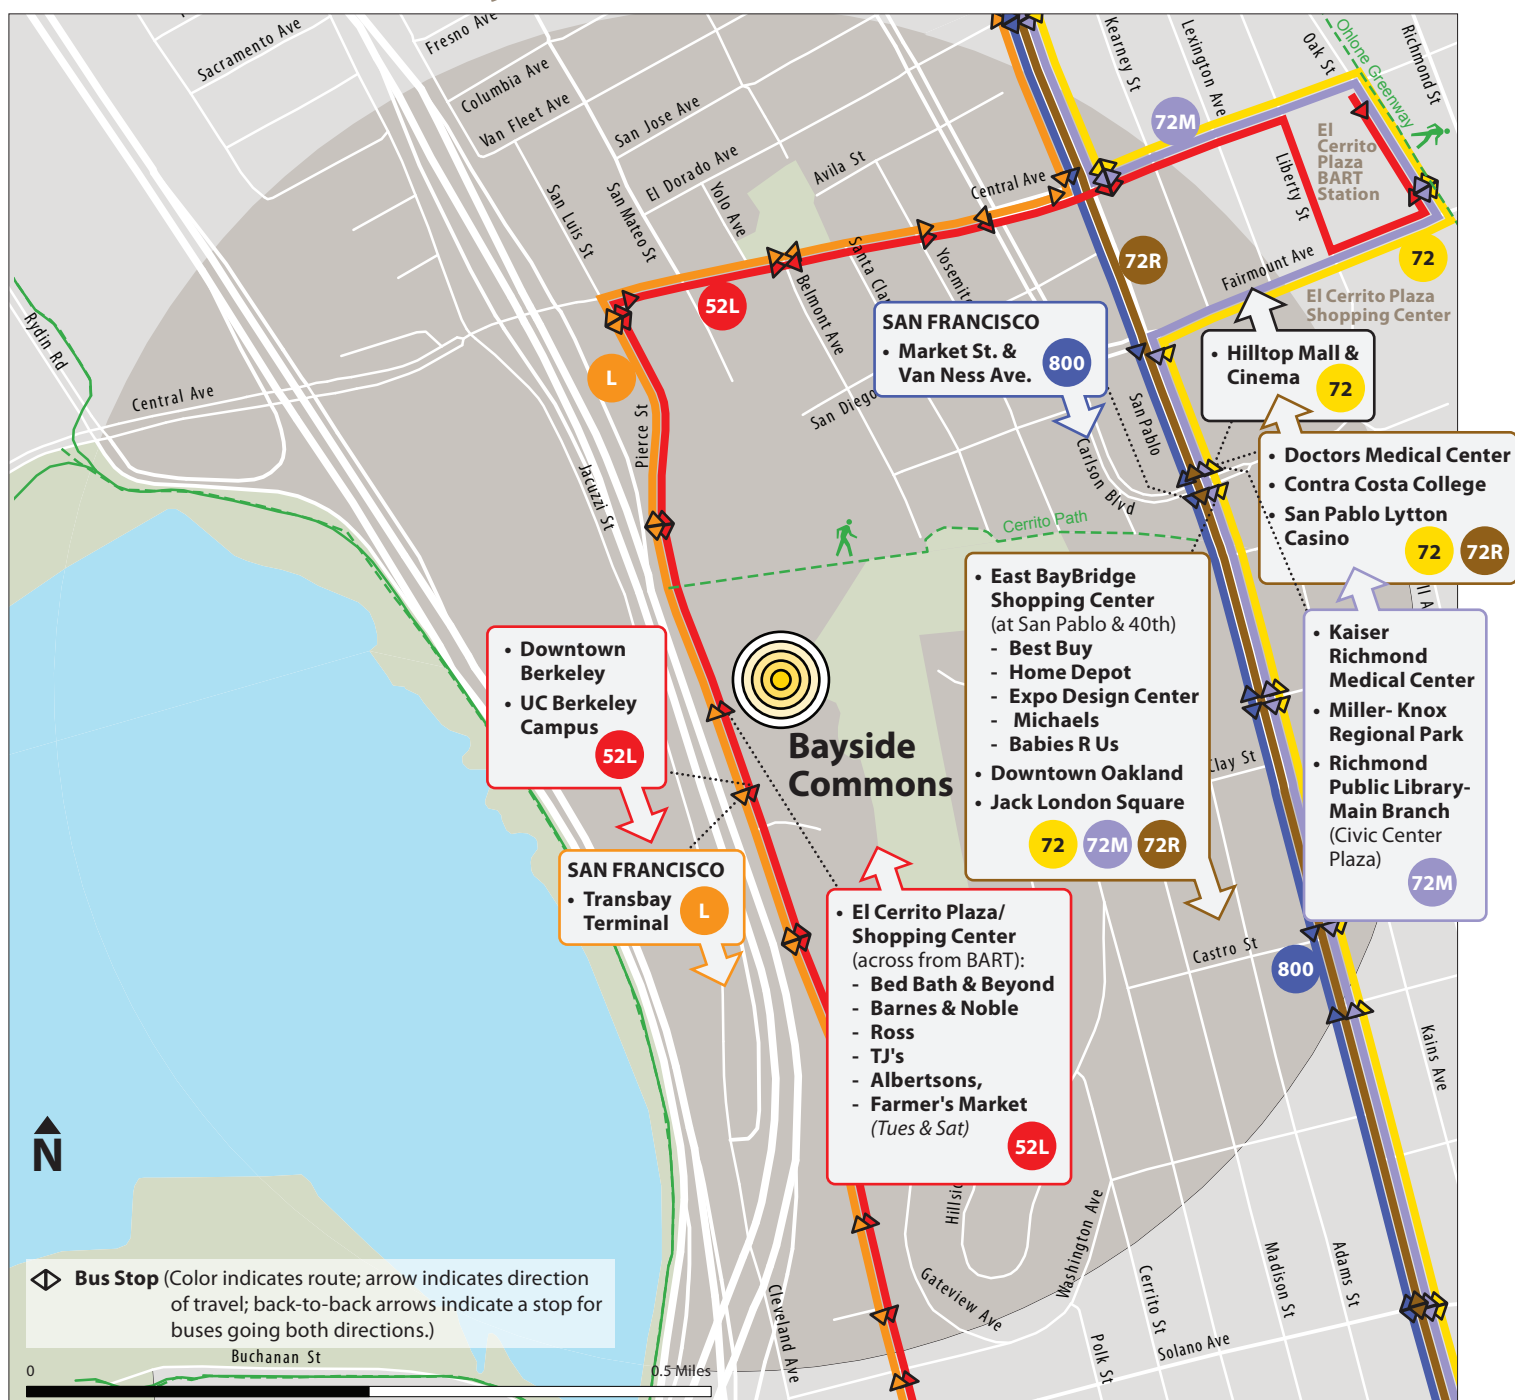 Sacramento Ave
Fresno Ave
Columbia Ave
Van Fleet Ave
San Jose Ave
El Dorado Ave
Avila St
Central Ave
Kearney St
Lexington Ave
Oak St
Richmond St
Ohlone Greenway
72M
El
Cerrito
Plaza
BART
Station
Liberty St
San Luis St
San Mateo St
Yolo Ave
Belmont Ave
Yosemite
72R
Fairmount Ave
72
El Cerrito Plaza
Shopping Center
52L
Rydin Rd
Central Ave
L
Pierce St
Jacuzzi St
San Diego
San Pablo
Carlson Blvd
Cerrito Path
SAN FRANCISCO
• Market St. &
Van Ness Ave.
800
• Hilltop Mall &
Cinema
72
• Doctors Medical Center
• Contra Costa College
• San Pablo Lytton
Casino
72 72R
• East BayBridge
Shopping Center
(at San Pablo & 40th)
- Best Buy
- Home Depot
- Expo Design Center
- Michaels
- Babies R Us
• Downtown Oakland
• Jack London Square
72 72M 72R
• Kaiser
Richmond
Medical Center
• Miller- Knox
Regional Park
• Richmond
Public Library-
Main Branch
(Civic Center
Plaza)
72M
• Downtown
Berkeley
• UC Berkeley
Campus
52L
Bayside
Commons
SAN FRANCISCO
• Transbay
Terminal
L
• El Cerrito Plaza/
Shopping Center
(across from BART):
- Bed Bath & Beyond
- Barnes & Noble
- Ross
- TJ's
- Albertsons,
- Farmer's Market
(Tues & Sat)
52L
Clay St
Castro St
800
Kains Ave
N
Washington Ave
Gateview Ave
Cerrito St
Madison St
Adams St
Polk St
Solano Ave
Cleveland Ave
Bus Stop (Color indicates route; arrow indicates direction
of travel; back-to-back arrows indicate a stop for
buses going both directions.)
Buchanan St
0 0.5 Miles